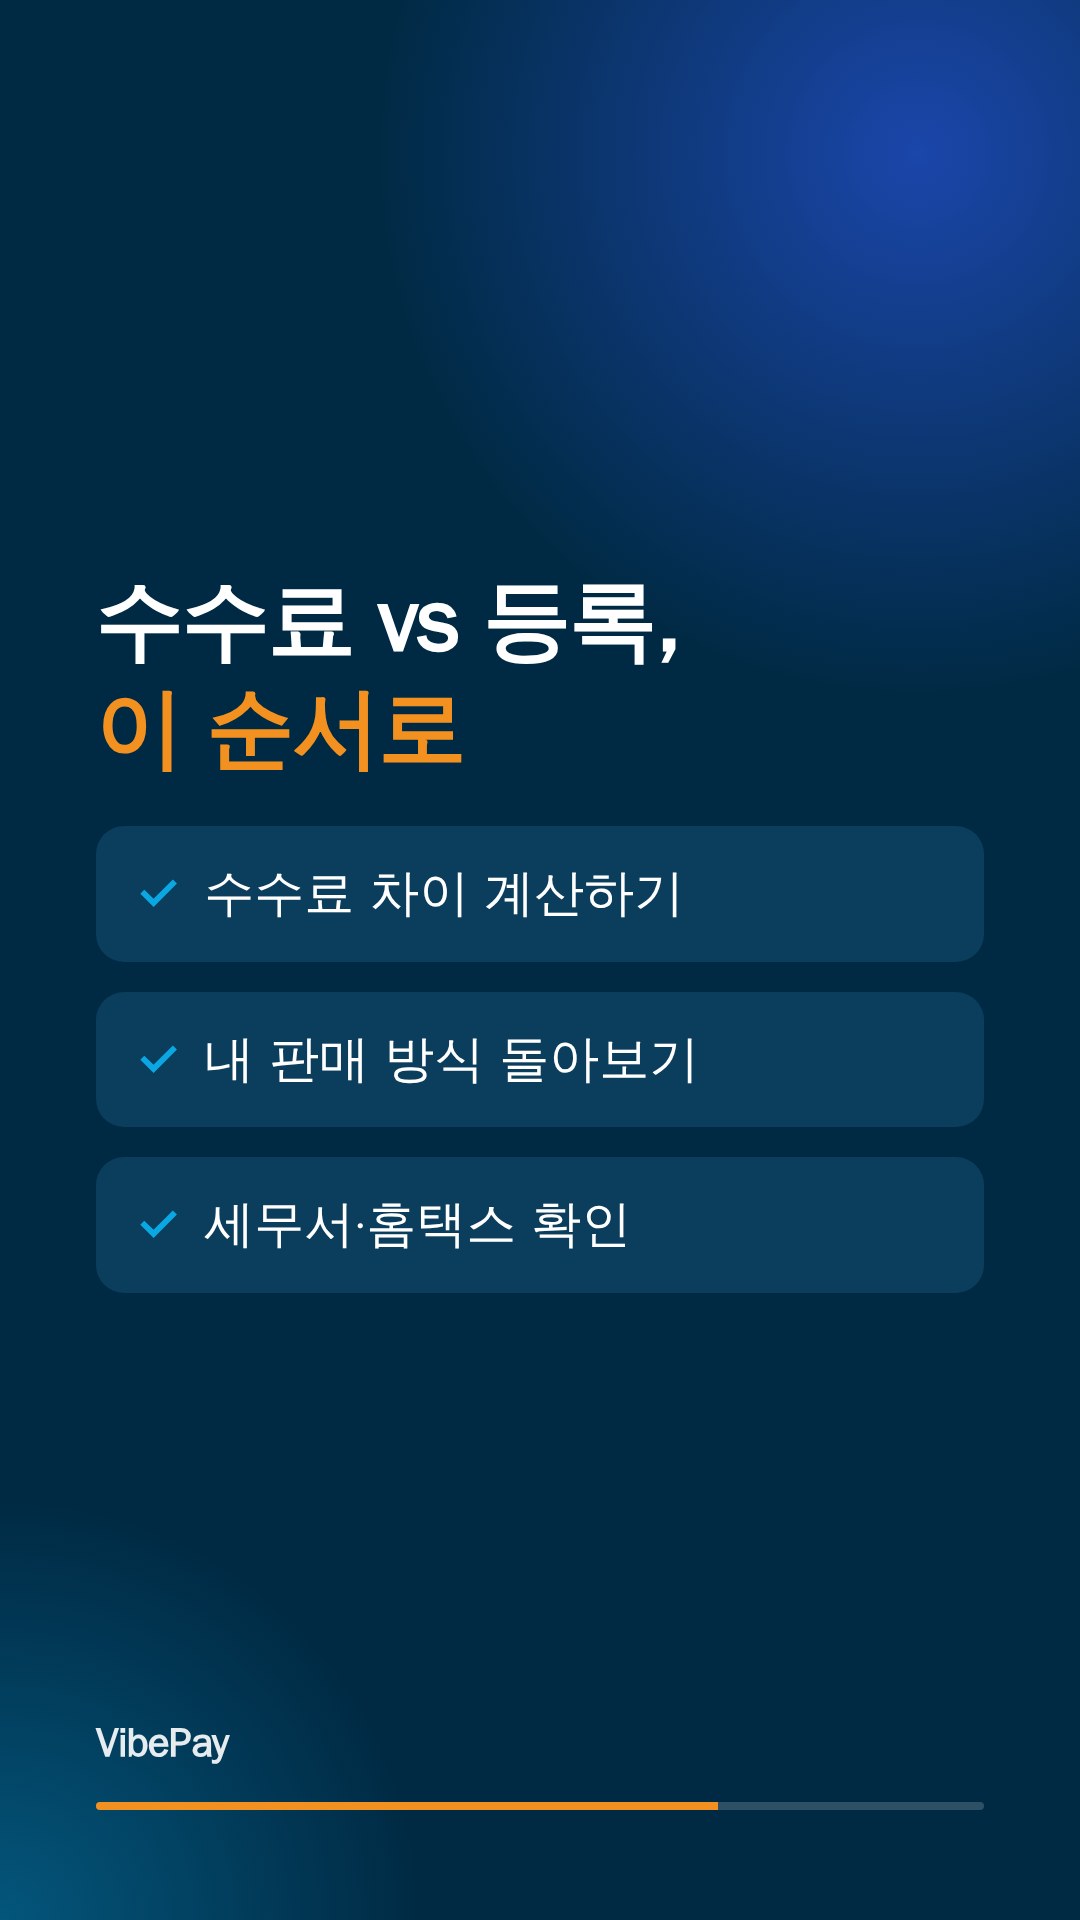 수수료 vs 등록,
이 순서로
수수료 차이 계산하기
내 판매 방식 돌아보기
세무서·홈택스 확인
VibePay